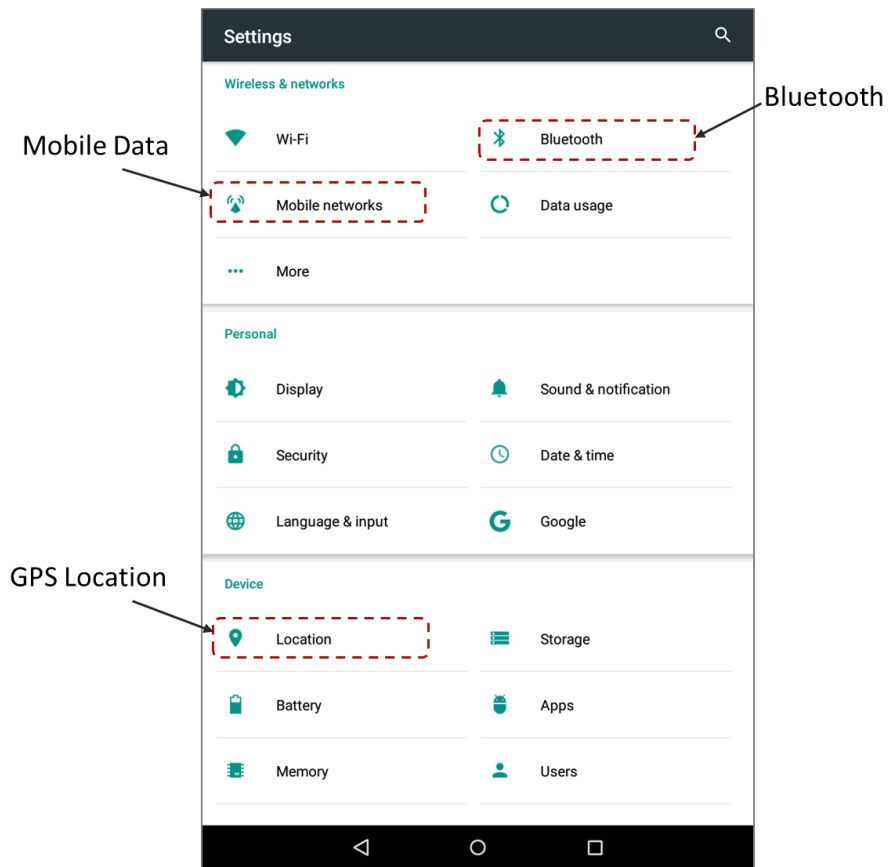 Settings
Wireless & networks
Bluetooth
Wi-Fi
Bluetooth
Mobile Data
Mobile networks
Data usage
More
Personal
Display
Sound & notification
Security
Date & time
Language & input
Google
GPS Location
Device
Location
Storage
Battery
Apps
Memory
Users